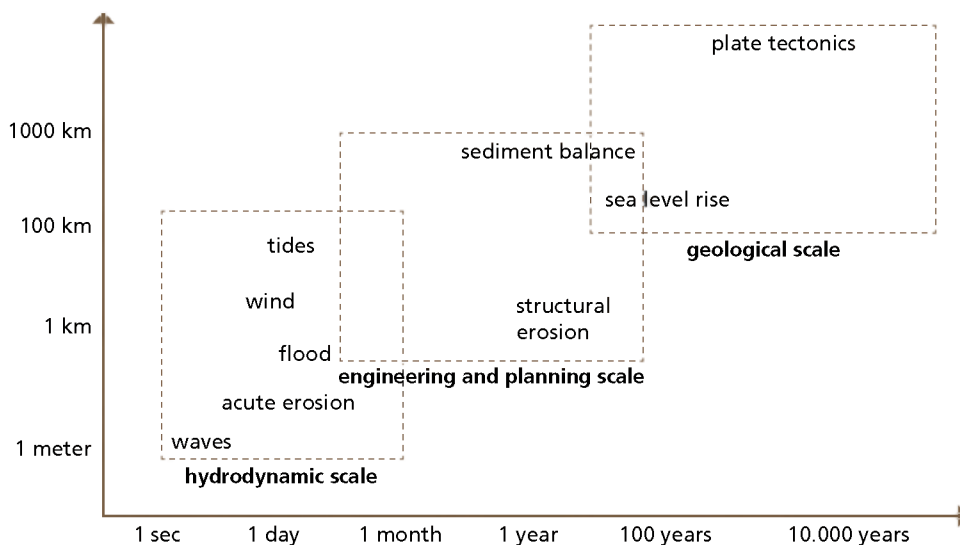 plate tectonics
1000 km
sediment balance
sea level rise
100 km
tides
geological scale
wind
structural
erosion
1 km
flood
engineering and planning scale
acute erosion
waves
1 meter
hydrodynamic scale
1 sec
1 day
1 month
1 year
100 years
10.000 years